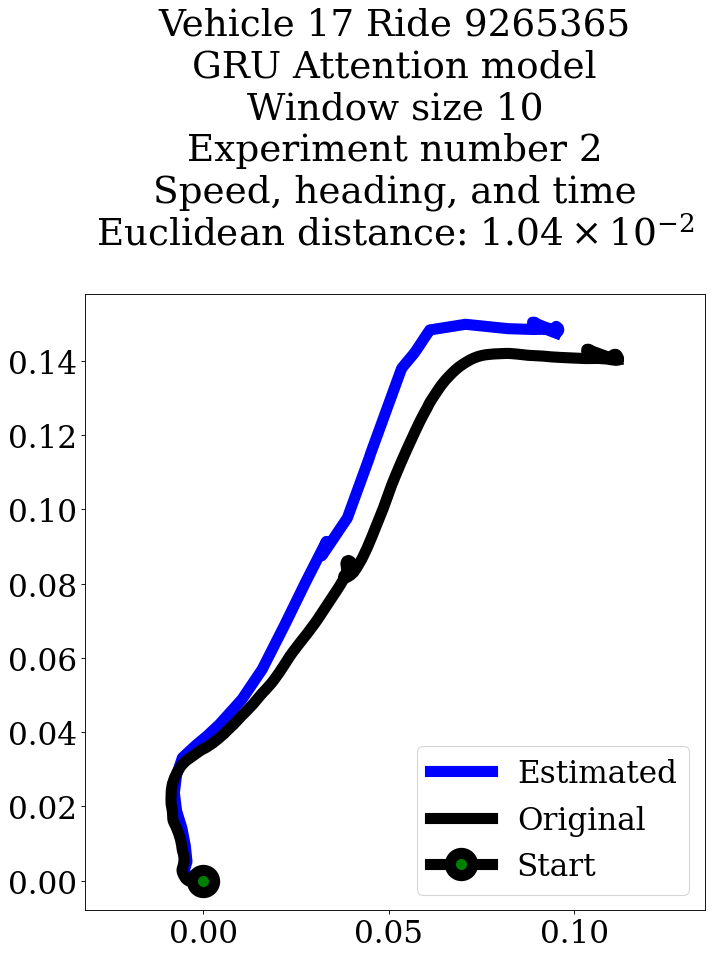 Vehicle 17 Ride 9265365
GRU Attention model
Window size 10
Experiment number 2
Speed, heading, and time
Euclidean distance: 1.04 × 10⁻²
0.14
0.12
0.10
0.08
0.06
0.04
0.02
0.00
Estimated
Original
Start
0.00 0.05 0.10